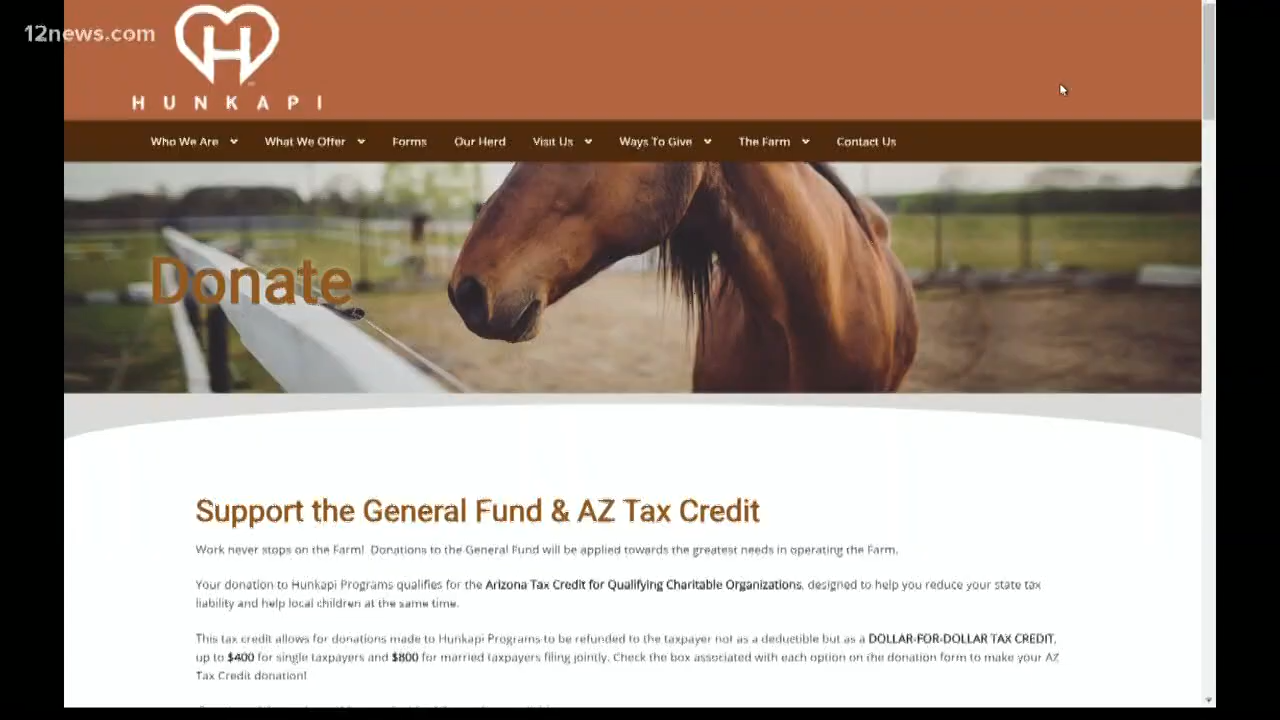 12news.com
H
HUNKAPI
Who We Are
What We Offer
Forms
Our Herd
Visit Us
Ways To Give
The Farm
Contact Us
Donate
Support the General Fund & AZ Tax Credit
Work never stops on the Farm! Donations to the General Fund will be applied towards the greatest needs in operating the Farm.
Your donation to Hunkapi Programs qualifies for the Arizona Tax Credit for Qualifying Charitable Organizations, designed to help you reduce your state tax
liability and help local children at the same time.
This tax credit allows for donations made to Hunkapi Programs to be refunded to the taxpayer not as a deductible but as a DOLLAR-FOR-DOLLAR TAX CREDIT,
up to $400 for single taxpayers and $800 for married taxpayers filing jointly. Check the box associated with each option on the donation form to make your AZ
Tax Credit donation!